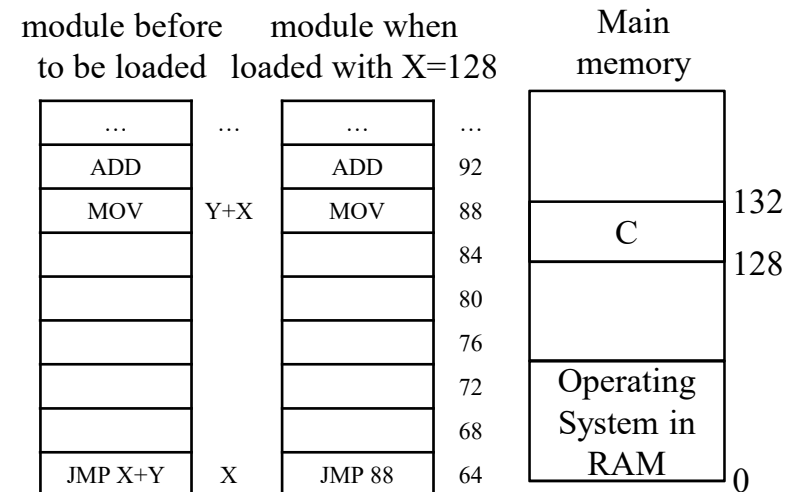 module before
to be loaded
module when
loaded with X=128
Main
memory
… … … …
ADD ADD 92
MOV Y+X MOV 88
84
80
76
72
68
JMP X+Y X JMP 88 64
132
C
128
Operating
System in
RAM
0